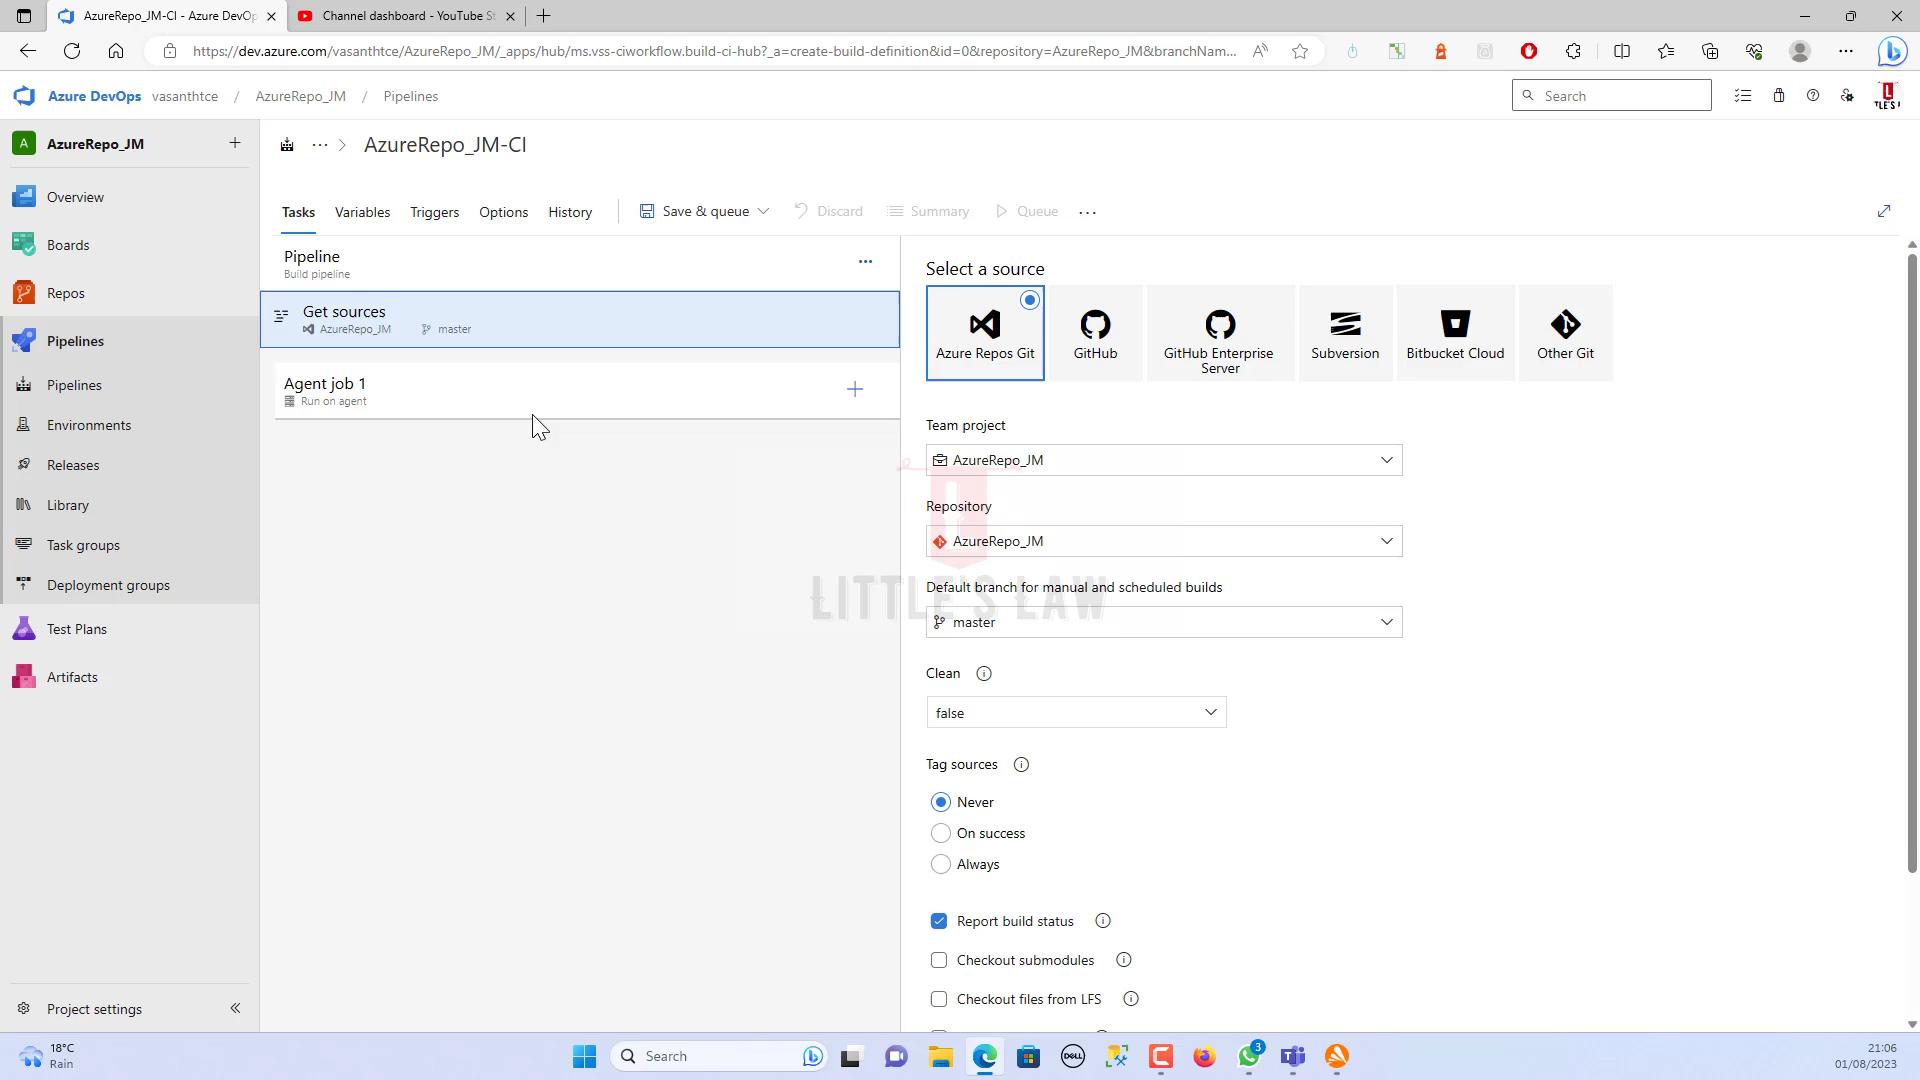 AzureRepo_JM-CI - Azure DevOp
Channel dashboard - YouTube St
https://dev.azure.com/vasanthtce/AzureRepo_JM/_apps/hub/ms.vss-ciworkflow.build-ci-hub?_a=create-build-definition&id=0&repository=AzureRepo_JM&branchNam...
Azure DevOps vasanthtce / AzureRepo_JM / Pipelines
Search
A AzureRepo_JM
AzureRepo_JM-CI
Overview
Boards
Repos
Pipelines
Pipelines
Environments
Releases
Library
Task groups
Deployment groups
Test Plans
Artifacts
Project settings
Tasks Variables Triggers Options History Save & queue Discard Summary Queue
Pipeline
Build pipeline
Get sources
AzureRepo_JM master
Agent job 1
Run on agent
Select a source
Azure Repos Git
GitHub
GitHub Enterprise
Server
Subversion
Bitbucket Cloud
Other Git
Team project
AzureRepo_JM
Repository
AzureRepo_JM
LITTLE'S LAW
Default branch for manual and scheduled builds
master
Clean
false
Tag sources
Never
On success
Always
Report build status
Checkout submodules
Checkout files from LFS
18°C
Rain
Search
DELL
3
21:06
01/08/2023